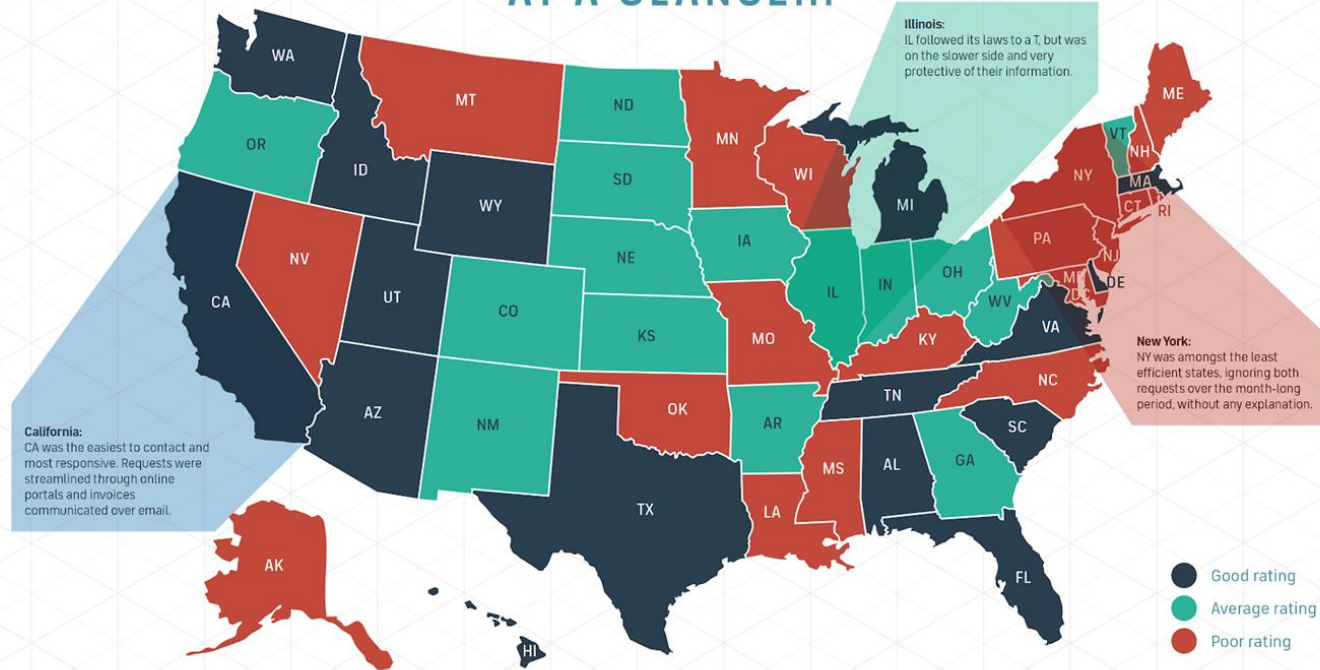 AT A GLANCE...
Illinois:
IL followed its laws to a T, but was
on the slower side and very
protective of their information.
WA
MT
ND
MN
ME
VT
NH
OR
ID
SD
WI
NY
MA
WY
MI
CT
RI
IA
PA
NV
NE
NJ
UT
IL
IN
OH
MD
DE
DC
CA
CO
WV
VA
KS
MO
KY
New York:
NY was amongst the least
efficient states, ignoring both
requests over the month-long
period, without any explanation.
NC
TN
AZ
OK
NM
AR
SC
California:
CA was the easiest to contact and
most responsive. Requests were
streamlined through online
portals and invoices
communicated over email.
MS
AL
GA
TX
LA
AK
FL
HI
Good rating
Average rating
Poor rating